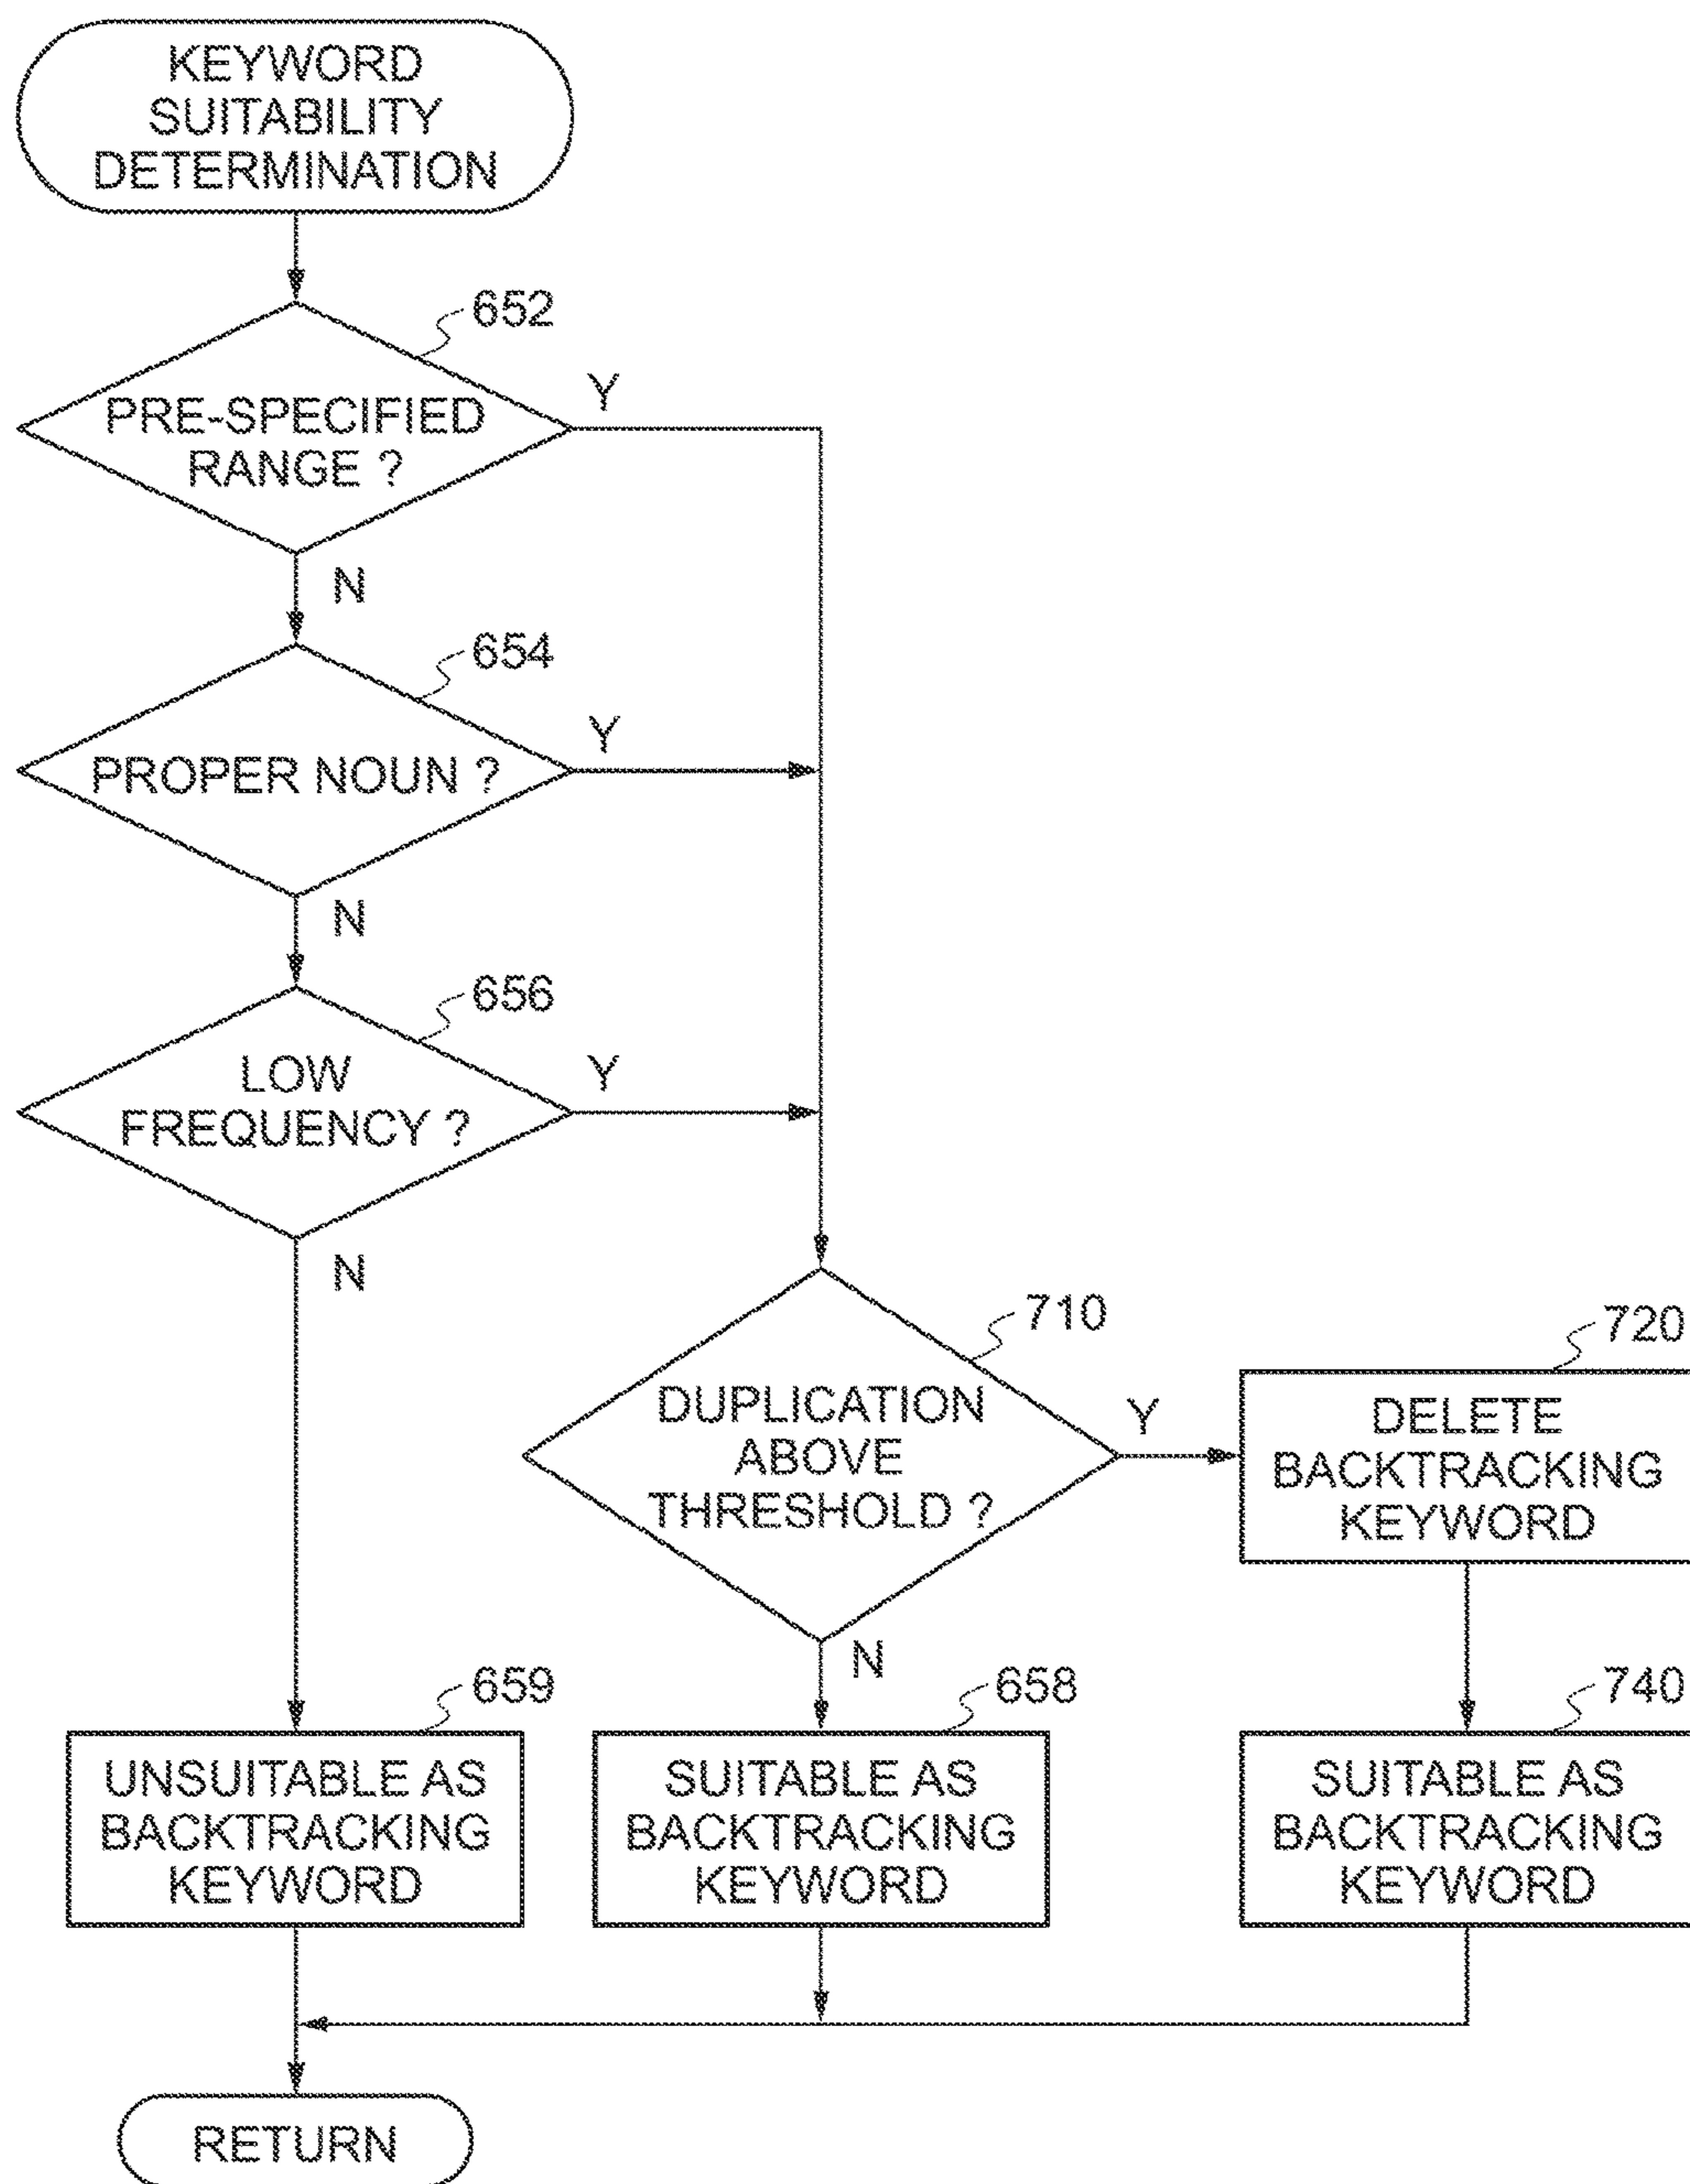 KEYWORD
SUITABILITY
DETERMINATION
652
PRE-SPECIFIED
RANGE ?
Y
N
654
PROPER NOUN ?
Y
N
656
LOW
FREQUENCY ?
Y
N
710
DUPLICATION
ABOVE
THRESHOLD ?
Y
N
720
DELETE
BACKTRACKING
KEYWORD
659
UNSUITABLE AS
BACKTRACKING
KEYWORD
658
SUITABLE AS
BACKTRACKING
KEYWORD
740
SUITABLE AS
BACKTRACKING
KEYWORD
RETURN